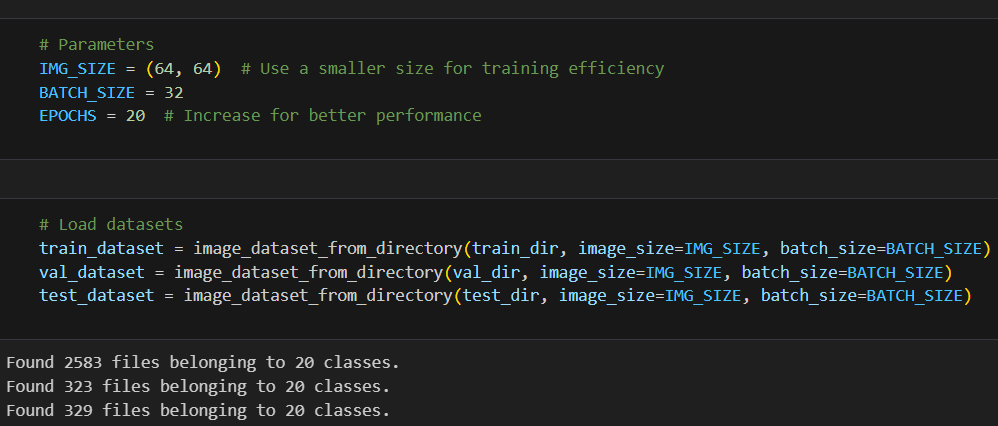 # Parameters
IMG_SIZE = (64, 64)  # Use a smaller size for training efficiency
BATCH_SIZE = 32
EPOCHS = 20  # Increase for better performance
# Load datasets
train_dataset = image_dataset_from_directory(train_dir, image_size=IMG_SIZE, batch_size=BATCH_SIZE)
val_dataset = image_dataset_from_directory(val_dir, image_size=IMG_SIZE, batch_size=BATCH_SIZE)
test_dataset = image_dataset_from_directory(test_dir, image_size=IMG_SIZE, batch_size=BATCH_SIZE)
Found 2583 files belonging to 20 classes.
Found 323 files belonging to 20 classes.
Found 329 files belonging to 20 classes.